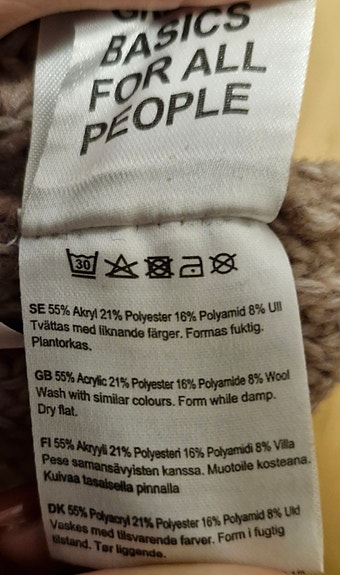 BASICS
FOR ALL
PEOPLE
30
SE 55% Akryl 21% Polyester 16% Polyamid 8% Ull
Tvättas med liknande färger. Formas fuktig.
Plantorkas.
GB 55% Acrylic 21% Polyester 16% Polyamide 8% Wool
Wash with similar colours. Form while damp.
Dry flat.
FI 55% Akryyli 21% Polyesteri 16% Polyamidi 8% Villa
Pese samansävyisten kanssa. Muotoile kosteana.
Kuivaa tasaisella pinnalla
DK 55% Polyacryl 21% Polyester 16% Polyamid 8% Uld
Vaskes med tilsvarende farver. Form i fugtig
tilstand. Tør liggende.